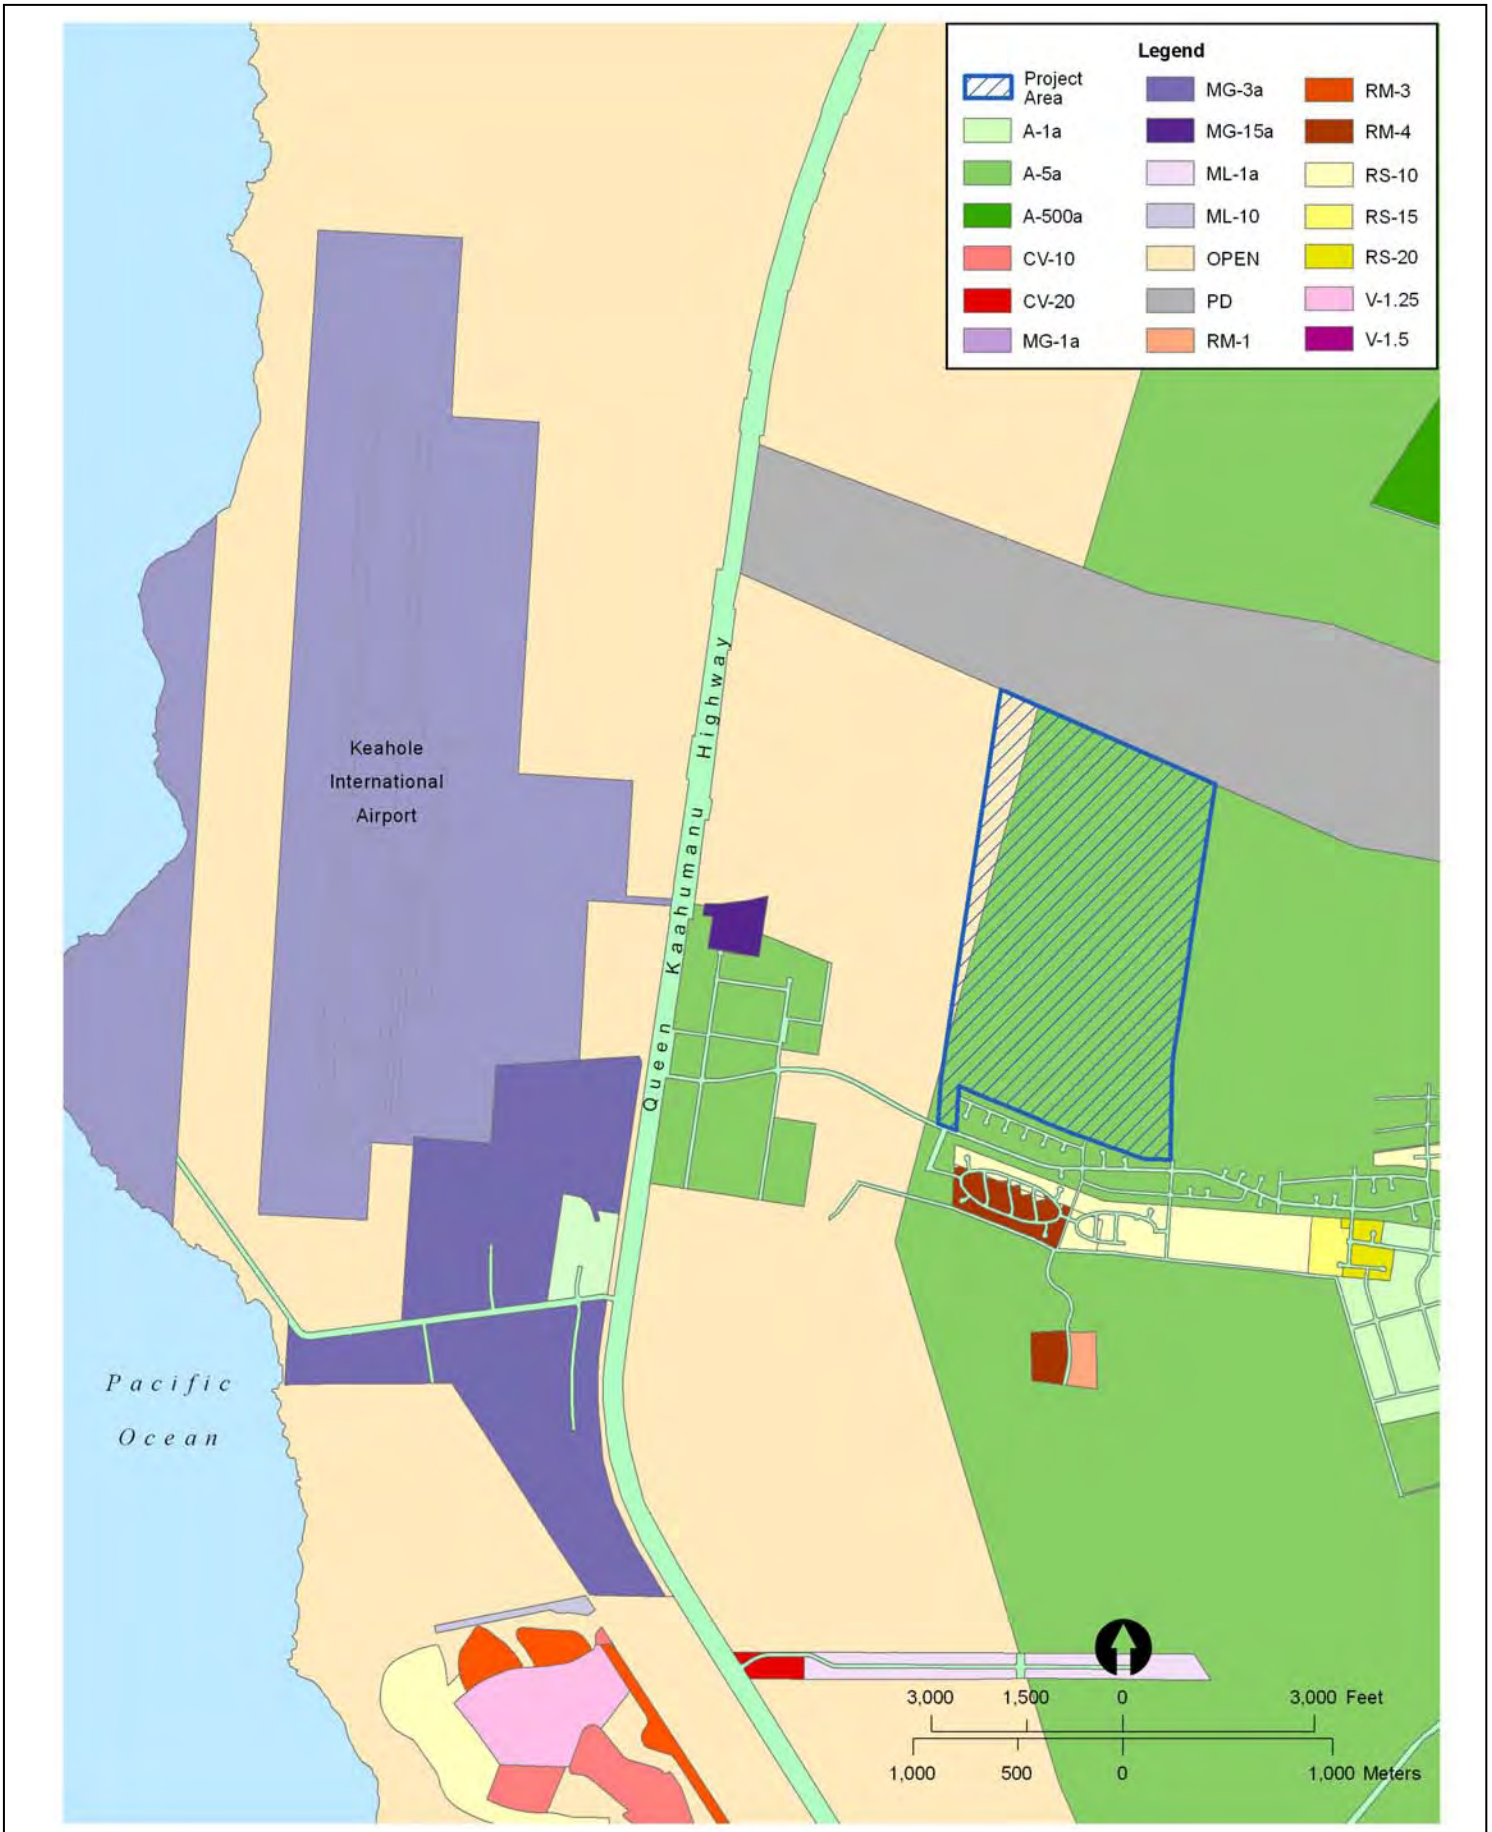 Legend
Project
Area
A-1a
A-5a
A-500a
CV-10
CV-20
MG-1a
MG-3a
MG-15a
ML-1a
ML-10
OPEN
PD
RM-1
RM-3
RM-4
RS-10
RS-15
RS-20
V-1.25
V-1.5
Keahole
International
Airport
Queen Kaahumanu Highway
Pacific
Ocean
3,000 1,500 0 3,000 Feet
1,000 500 0 1,000 Meters